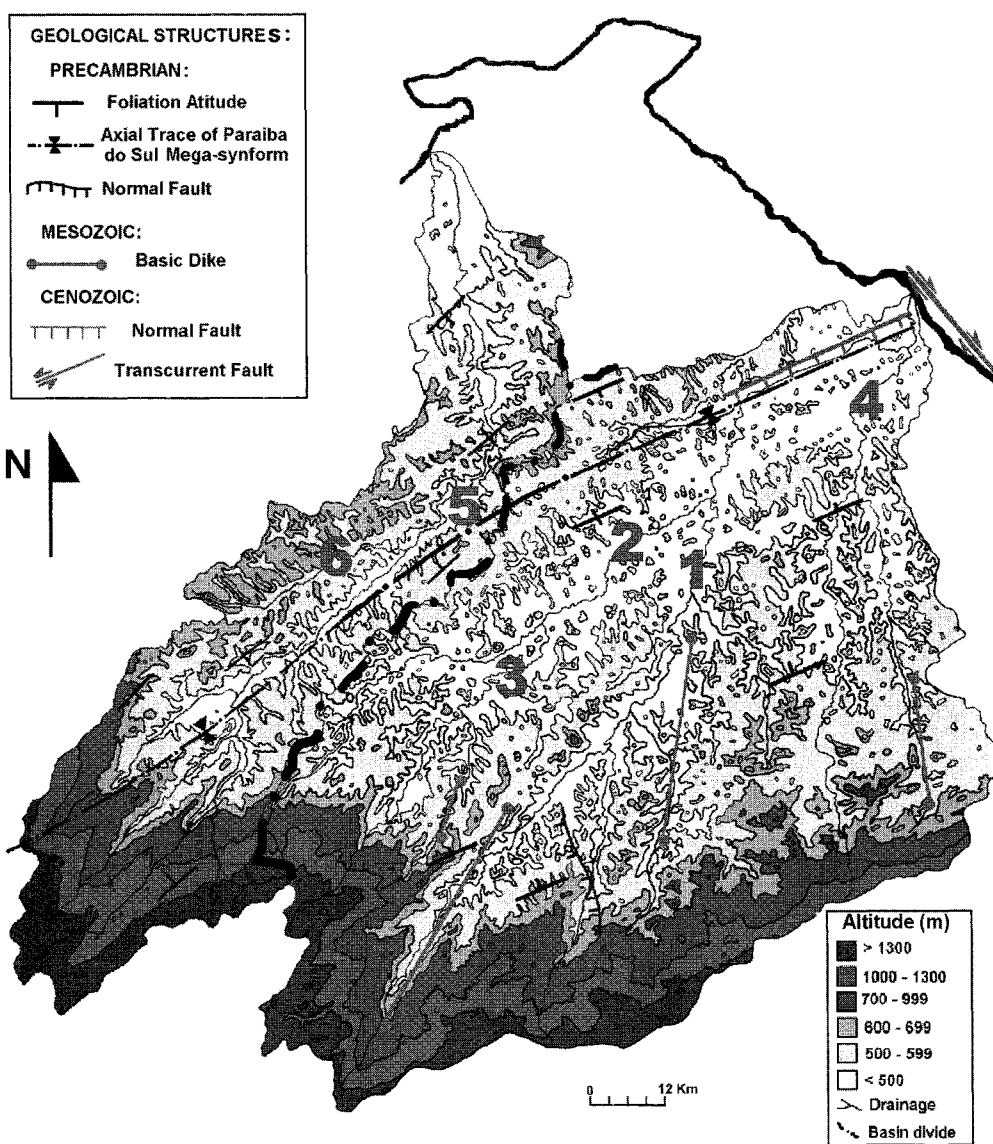 GEOLOGICAL STRUCTURES:
PRECAMBRIAN:
Foliation Atitude
Axial Trace of Paraiba
do Sul Mega-synform
Normal Fault
MESOZOIC:
Basic Dike
CENOZOIC:
Normal Fault
Transcurrent Fault
N
4
5
2
6
1
3
Altitude (m)
> 1300
1000 - 1300
700 - 999
600 - 699
500 - 599
< 500
Drainage
Basin divide
0 12 Km